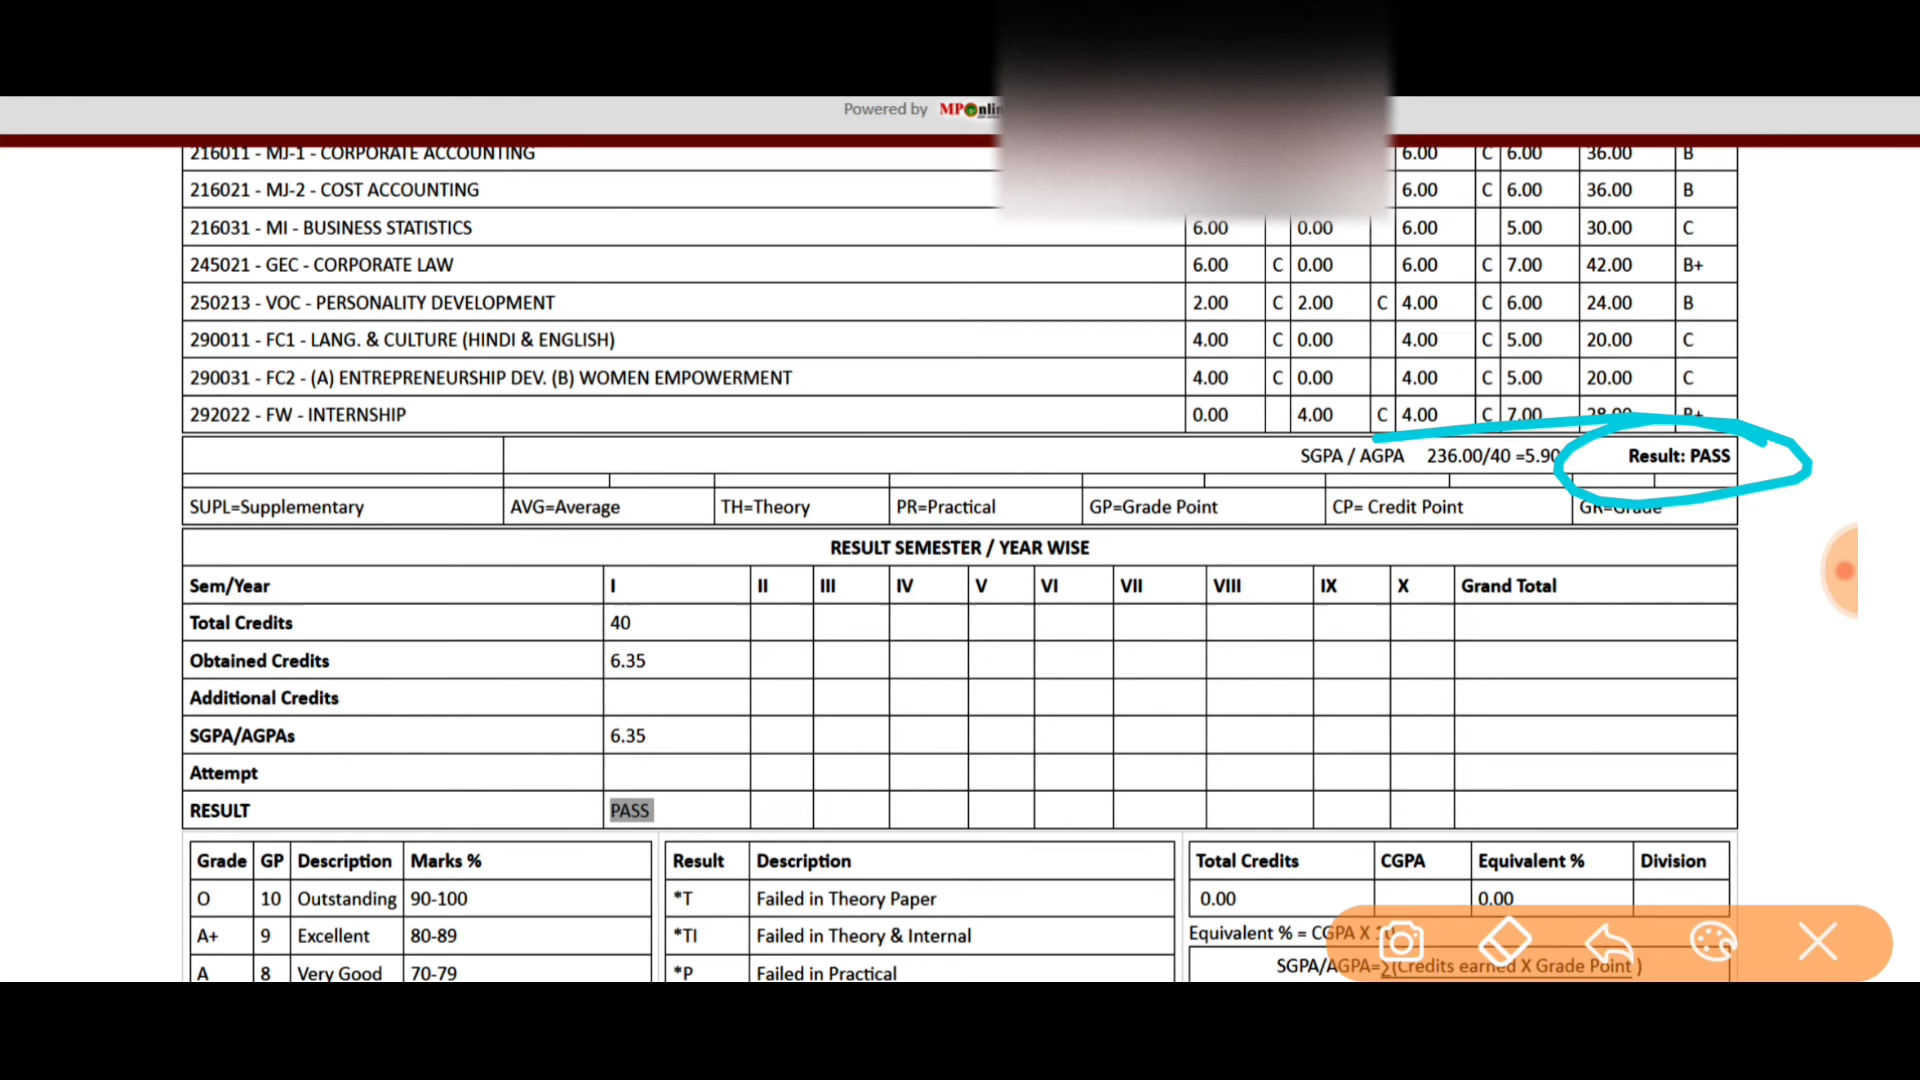 Powered by MPOnlin
216011 - MJ-1 - CORPORATE ACCOUNTING 6.00 C 6.00 36.00 B
216021 - MJ-2 - COST ACCOUNTING 6.00 C 6.00 36.00 B
216031 - MI - BUSINESS STATISTICS 6.00 0.00 6.00 5.00 30.00 C
245021 - GEC - CORPORATE LAW 6.00 C 0.00 6.00 C 7.00 42.00 B+
250213 - VOC - PERSONALITY DEVELOPMENT 2.00 C 2.00 C 4.00 C 6.00 24.00 B
290011 - FC1 - LANG. & CULTURE (HINDI & ENGLISH) 4.00 C 0.00 4.00 C 5.00 20.00 C
290031 - FC2 - (A) ENTREPRENEURSHIP DEV. (B) WOMEN EMPOWERMENT 4.00 C 0.00 4.00 C 5.00 20.00 C
292022 - FW - INTERNSHIP 0.00 4.00 C 4.00 C 7.00 28.00 B+
SGPA / AGPA 236.00/40 =5.90 Result: PASS
SUPL=Supplementary AVG=Average TH=Theory PR=Practical GP=Grade Point CP= Credit Point GR=Grade
RESULT SEMESTER / YEAR WISE
Sem/Year I II III IV V VI VII VIII IX X Grand Total
Total Credits 40
Obtained Credits 6.35
Additional Credits
SGPA/AGPAs 6.35
Attempt
RESULT PASS
Grade GP Description Marks % Result Description Total Credits CGPA Equivalent % Division
O 10 Outstanding 90-100 *T Failed in Theory Paper 0.00 0.00
A+ 9 Excellent 80-89 *TI Failed in Theory & Internal Equivalent % = CGPA X 10
A 8 Very Good 70-79 *P Failed in Practical SGPA/AGPA=∑(Credits earned X Grade Point )